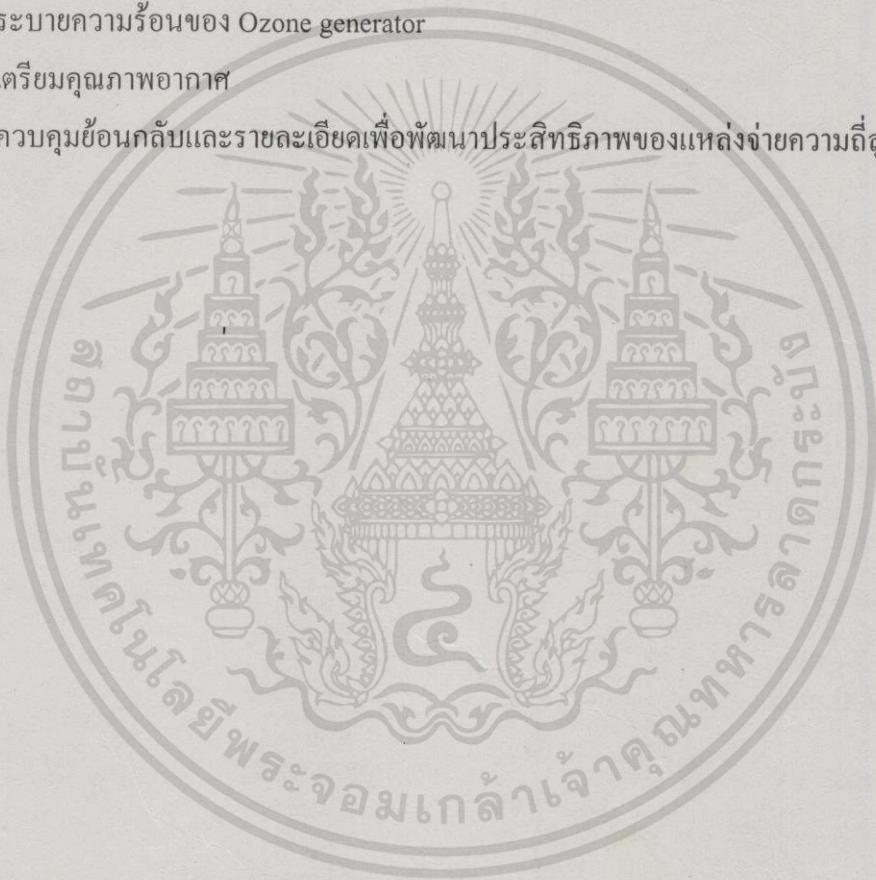 ระบายความร้อนของ Ozone generator
เตรียมคุณภาพอากาศ
ควบคุมย้อนกลับและรายละเอียดเพื่อพัฒนาประสิทธิภาพของแหล่งจ่ายความถี่
๔
สถาบันเทคโนโลยีพระจอมเกล้าเจ้าคุณทหารลาดกระบัง